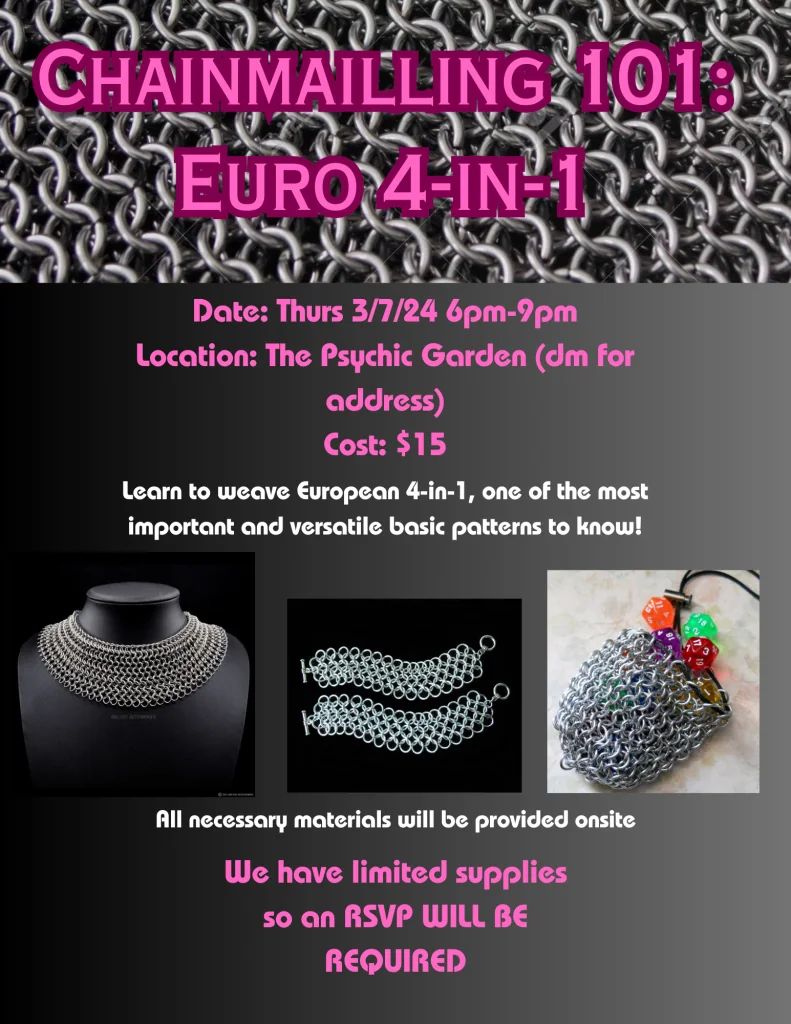 Chainmailling 101:
Euro 4-in-1
Date: Thurs 3/7/24 6pm-9pm
Location: The Psychic Garden (dm for
address)
Cost: $15
Learn to weave European 4-in-1, one of the most
important and versatile basic patterns to know!
All necessary materials will be provided onsite
We have limited supplies
so an RSVP WILL BE
REQUIRED